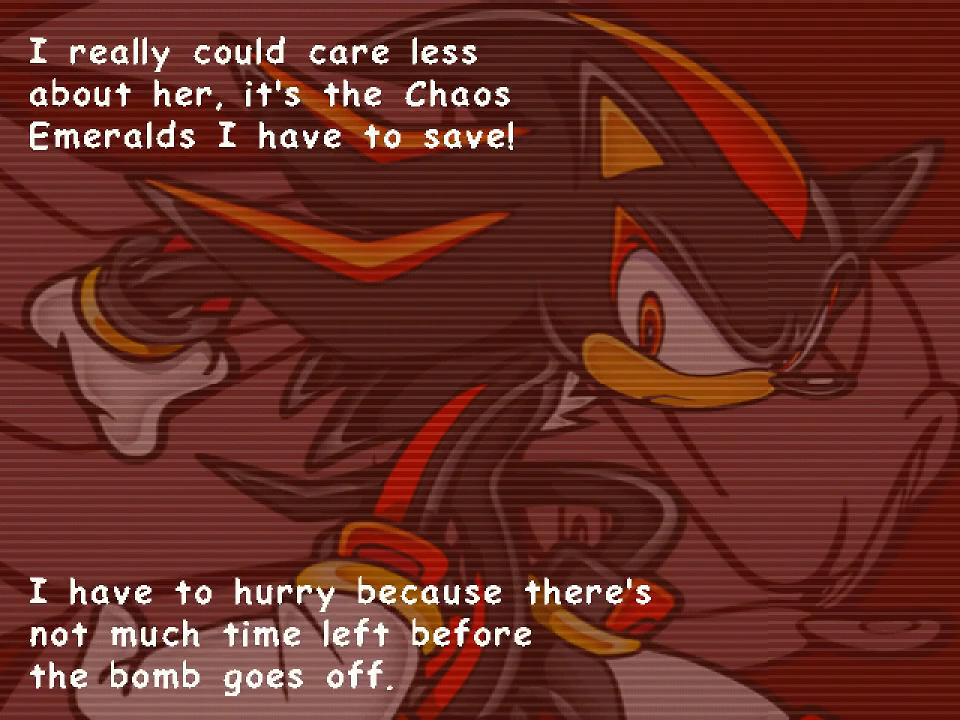 I really could care less
about her, it's the Chaos
Emeralds I have to save!
I have to hurry because there's
not much time left before
the bomb goes off.